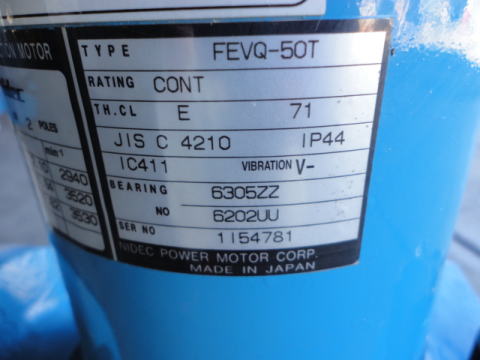 TION MOTOR
2 POLES
min⁻¹
2940
3520
3530
TYPE FEVQ-50T
RATING CONT
TH.CL E 71
JIS C 4210 IP44
IC411 VIBRATION V-
BEARING 6305ZZ
NO 6202UU
SER NO 1154781
NIDEC POWER MOTOR CORP.
MADE IN JAPAN